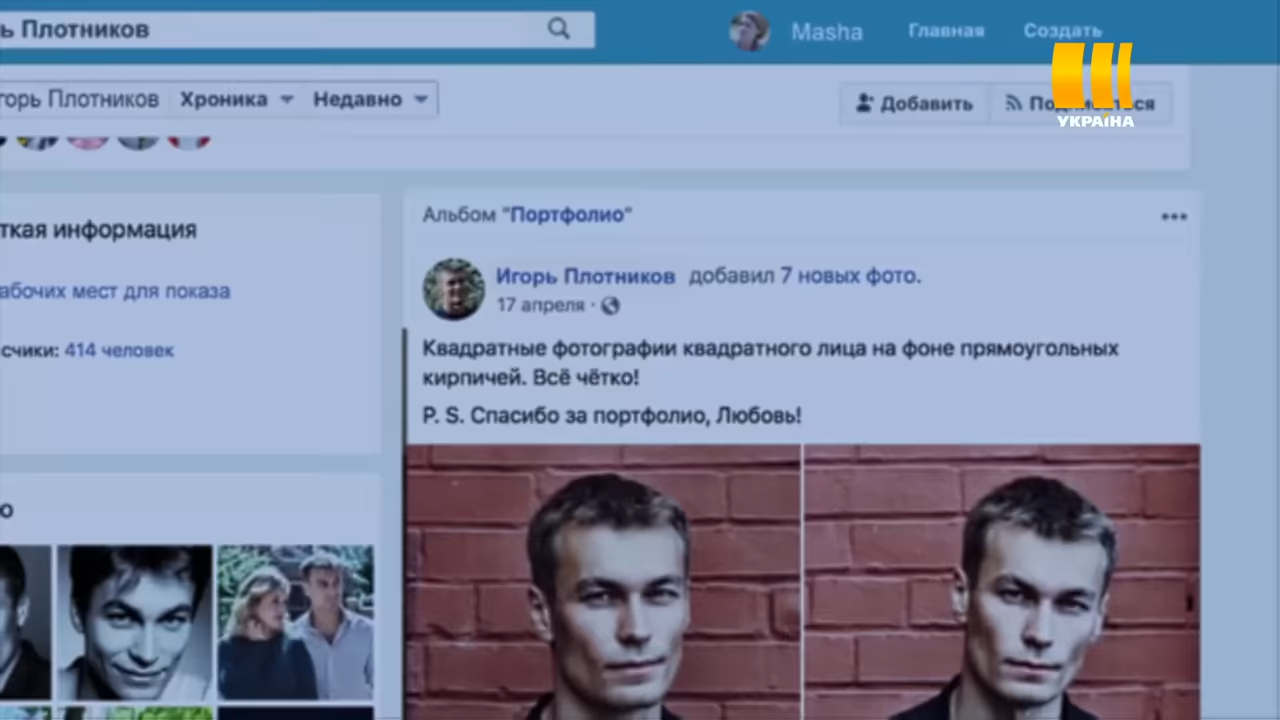 ь Плотников
Masha
Главная
Создать
горь Плотников
Хроника
Недавно
Добавить
УКРАЇНА
ткая информация
абочих мест для показа
счики: 414 человек
о
Альбом "Портфолио"
Игорь Плотников добавил 7 новых фото.
17 апреля ·
Квадратные фотографии квадратного лица на фоне прямоугольных
кирпичей. Всё чётко!
P. S. Спасибо за портфолио, Любовь!